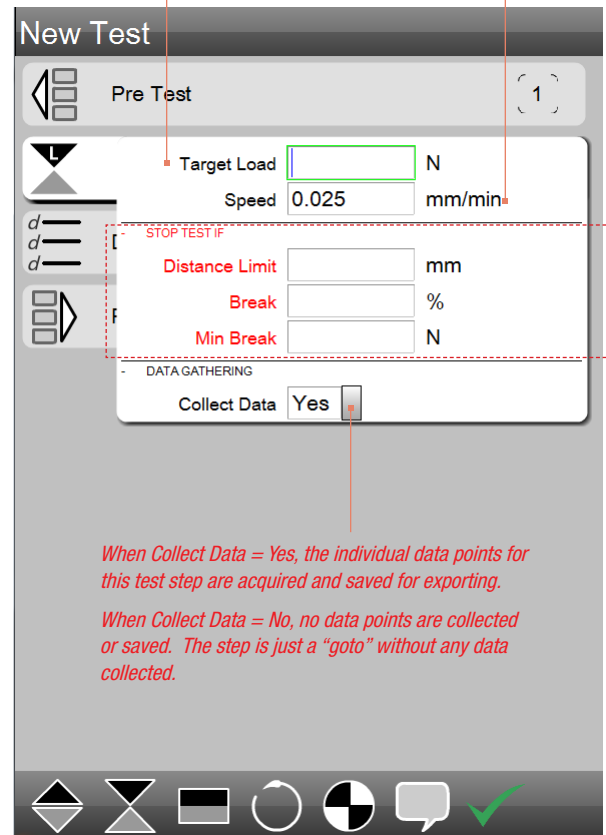 New Test
Pre Test
1
L
Target Load N
Speed 0.025 mm/min
d
d
d
- STOP TEST IF
Distance Limit mm
Break %
Min Break N
- DATA GATHERING
Collect Data Yes
When Collect Data = Yes, the individual data points for
this test step are acquired and saved for exporting.
When Collect Data = No, no data points are collected
or saved. The step is just a “goto” without any data
collected.